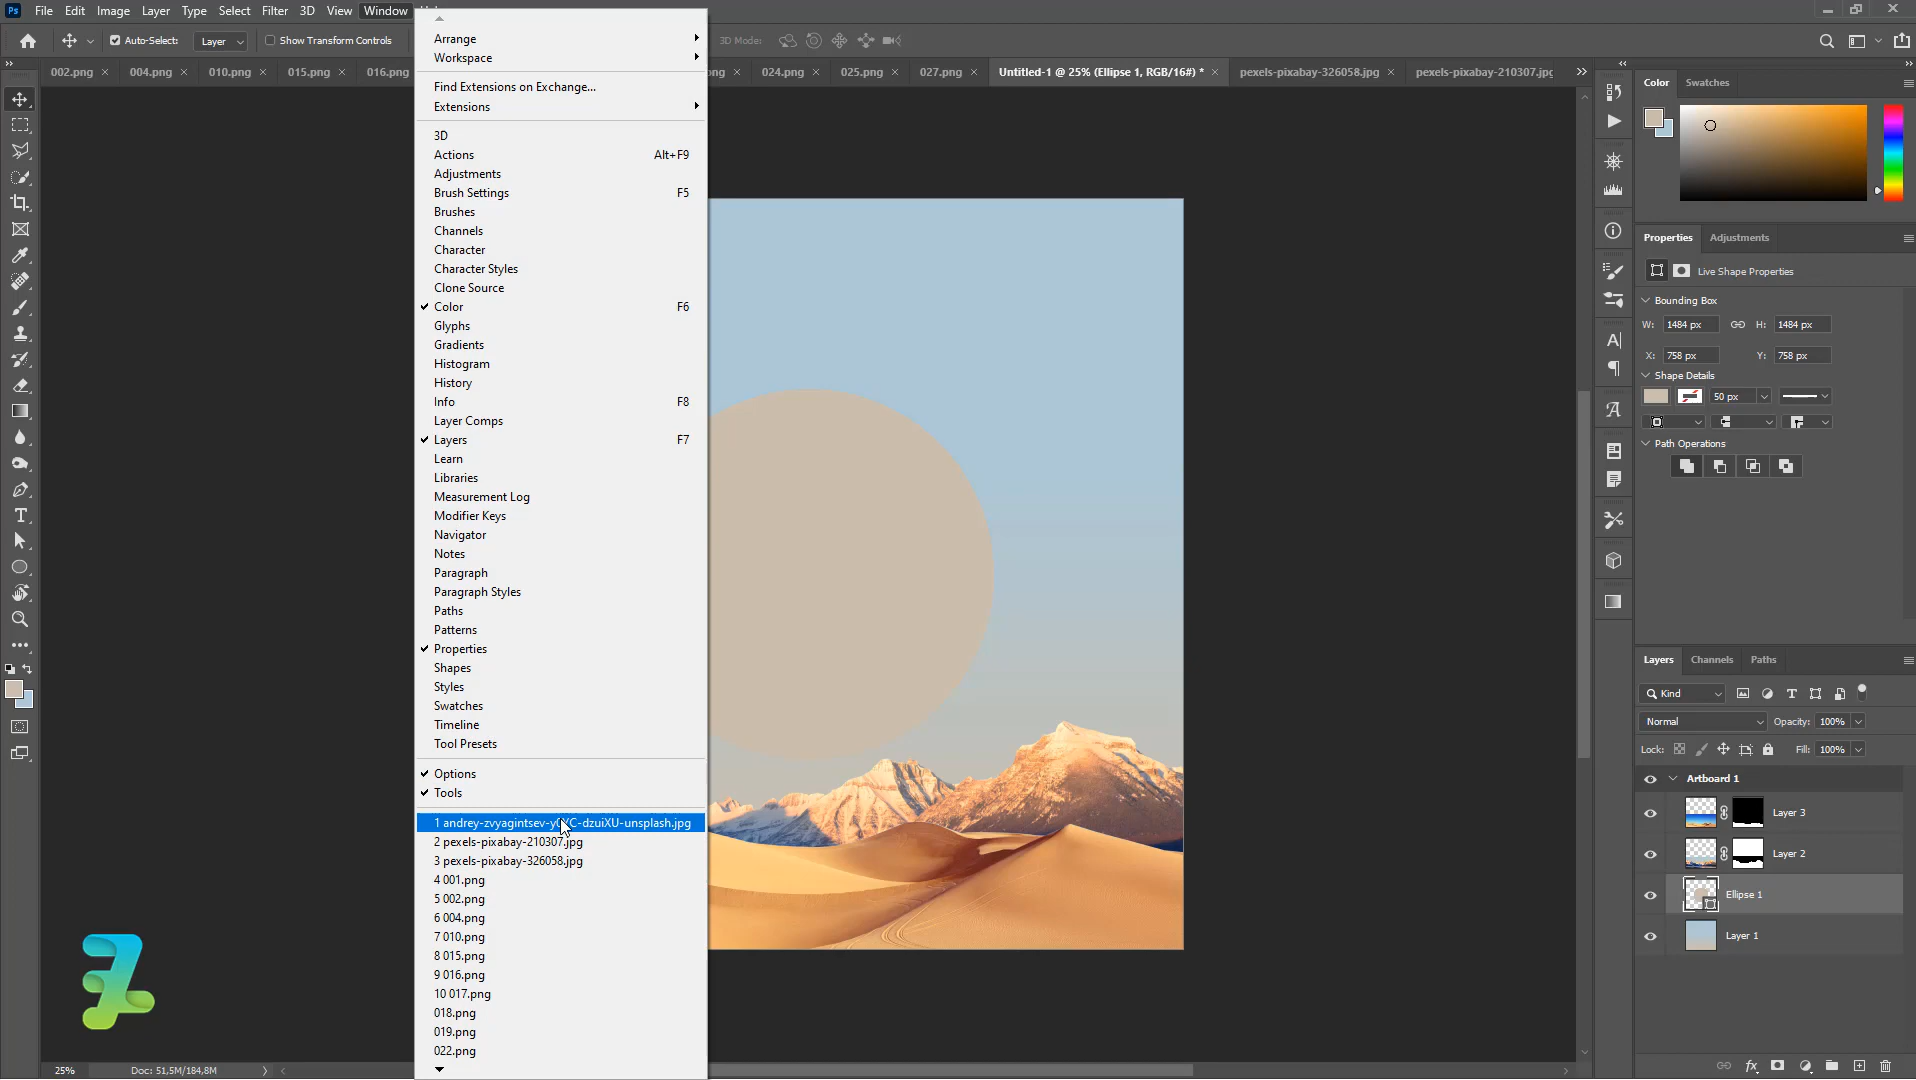 Ps File Edit Image Layer Type Select Filter 3D View Window
Auto-Select: Layer Show Transform Controls 3D Mode:
002.png 004.png 010.png 015.png 016.png 024.png 025.png 027.png Untitled-1 @ 25% (Ellipse 1, RGB/16#) * pexels-pixabay-326058.jpg pexels-pixabay-210307.jpg
Arrange
Workspace
Find Extensions on Exchange...
Extensions
3D
Actions Alt+F9
Adjustments
Brush Settings F5
Brushes
Channels
Character
Character Styles
Clone Source
Color F6
Glyphs
Gradients
Histogram
History
Info F8
Layer Comps
Layers F7
Learn
Libraries
Measurement Log
Modifier Keys
Navigator
Notes
Paragraph
Paragraph Styles
Paths
Patterns
Properties
Shapes
Styles
Swatches
Timeline
Tool Presets
Options
Tools
2 pexels-pixabay-210307.jpg
3 pexels-pixabay-326058.jpg
4 001.png
5 002.png
6 004.png
7 010.png
8 015.png
9 016.png
10 017.png
018.png
019.png
022.png
25% Doc: 51,5M/184,8M
Color Swatches
Properties Adjustments
Live Shape Properties
Bounding Box
W: 1484 px H: 1484 px
X: 758 px Y: 758 px
Shape Details
50 px
Path Operations
Layers Channels Paths
Kind
Normal Opacity: 100%
Lock: Fill: 100%
Artboard 1
Layer 3
Layer 2
Ellipse 1
Layer 1